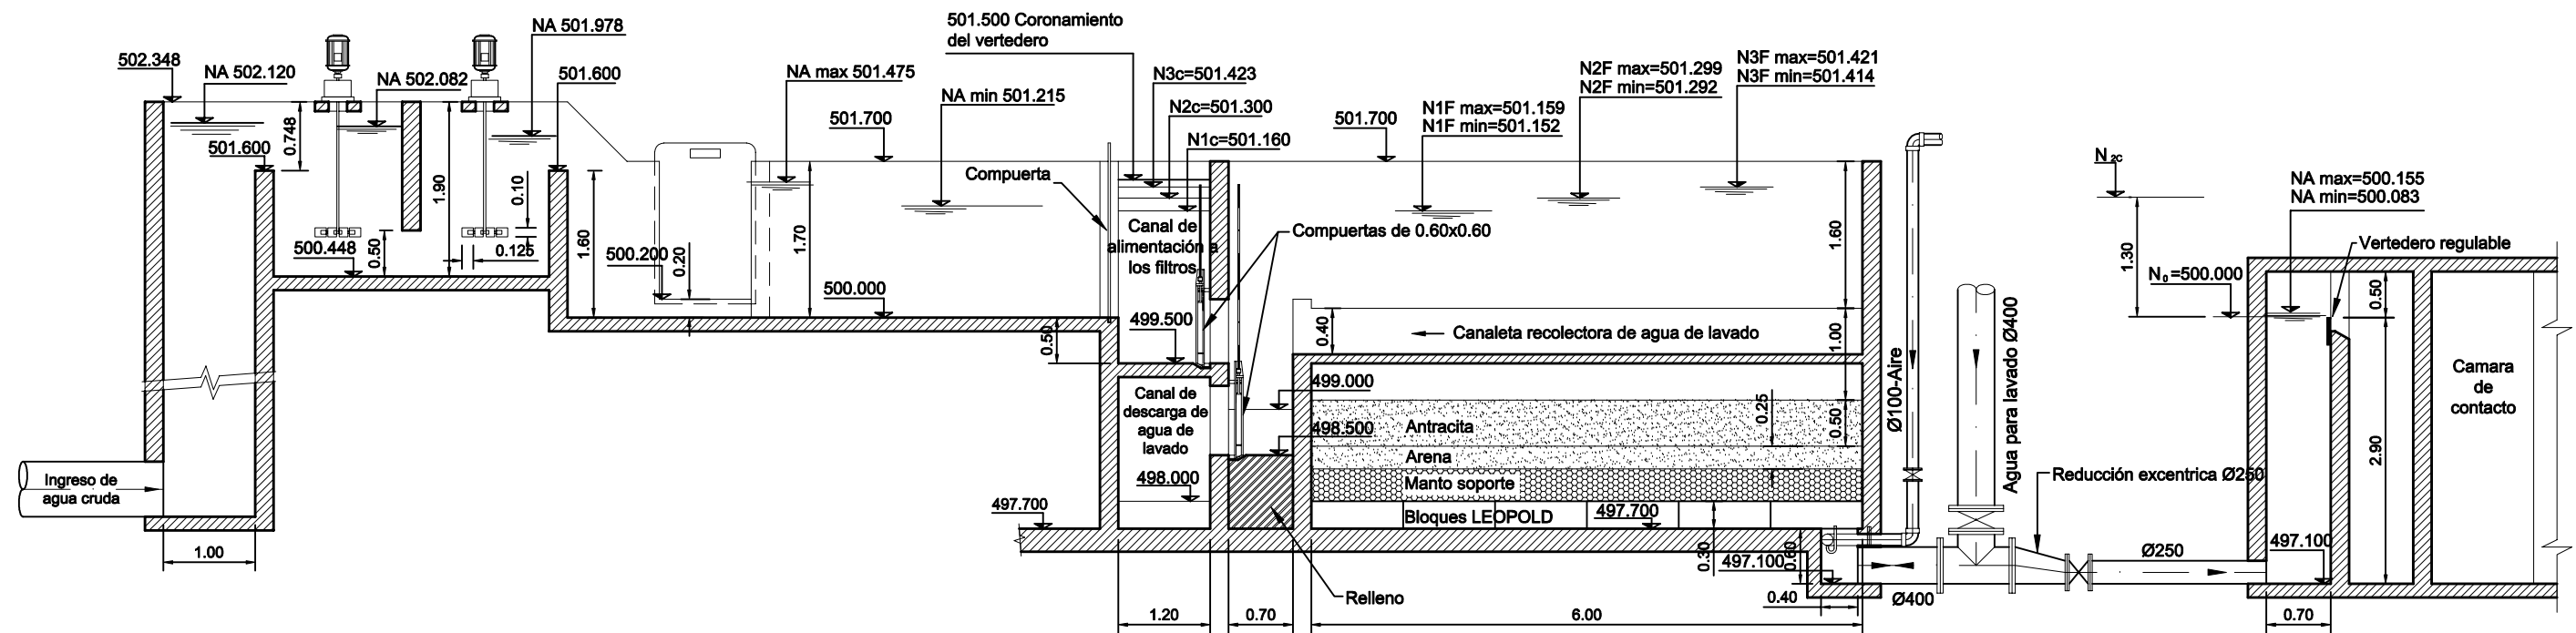 502.348
NA 502.120
NA 502.082
NA 501.978
501.600
501.600
0.748
1.90
0.10
0.50
0.125
500.448
1.60
Ingreso de
agua cruda
1.00
500.200
0.20
NA max 501.475
NA min 501.215
501.700
1.70
500.000
501.500 Coronamiento
del vertedero
N3c=501.423
N2c=501.300
N1c=501.160
Compuerta
Canal de
alimentación a
los filtros
499.500
0.50
Compuertas de 0.60x0.60
Canal de
descarga de
agua de
lavado
498.000
497.700
1.20
0.70
6.00
501.700
N1F max=501.159
N1F min=501.152
N2F max=501.299
N2F min=501.292
N3F max=501.421
N3F min=501.414
1.60
0.40
Canaleta recolectora de agua de lavado
1.00
499.000
498.500
0.25
0.50
Antracita
Arena
Manto soporte
Bloques LEOPOLD
497.700
0.30
0.60
497.100
0.40
Relleno
Ø400
Ø100-Aire
Agua para lavado Ø400
Reducción excentrica Ø250
Ø250
N 2C
1.30
N0=500.000
NA max=500.155
NA min=500.083
Vertedero regulable
0.50
2.90
497.100
0.70
Camara
de
contacto